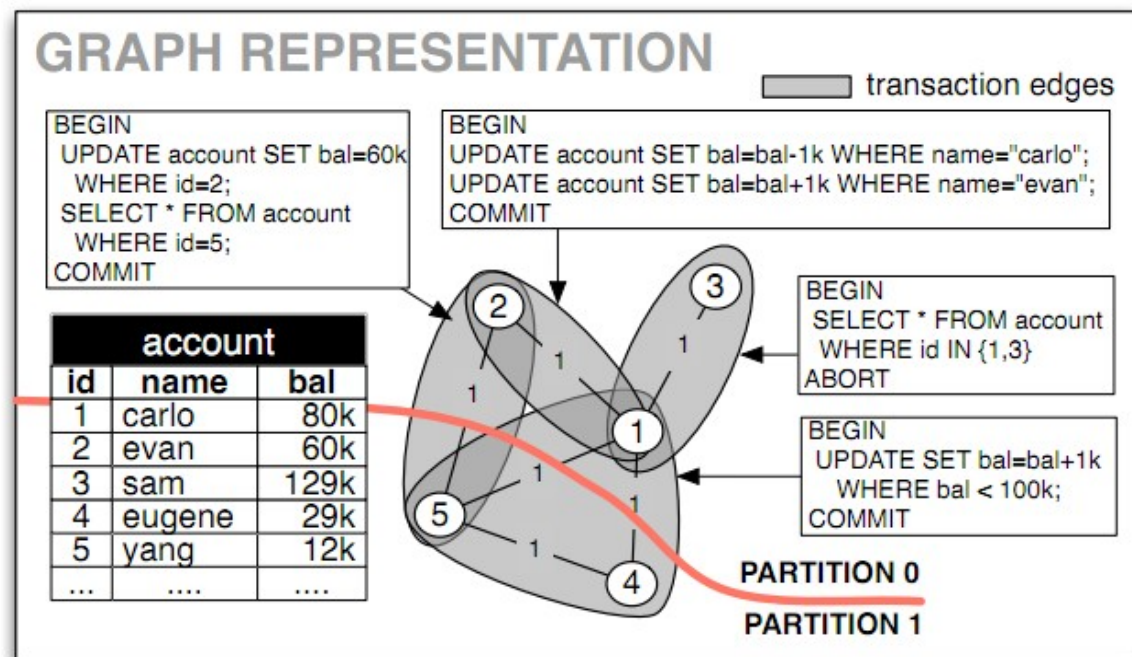 GRAPH REPRESENTATION
transaction edges
BEGIN
UPDATE account SET bal=60k
WHERE id=2;
SELECT * FROM account
WHERE id=5;
COMMIT
BEGIN
UPDATE account SET bal=bal-1k WHERE name="carlo";
UPDATE account SET bal=bal+1k WHERE name="evan";
COMMIT
BEGIN
SELECT * FROM account
WHERE id IN {1,3}
ABORT
BEGIN
UPDATE SET bal=bal+1k
WHERE bal < 100k;
COMMIT
account
id name bal
1 carlo 80k
2 evan 60k
3 sam 129k
4 eugene 29k
5 yang 12k
... .... ....
3
2
1
1
1
1
1
1
5
1
1
4
PARTITION 0
PARTITION 1